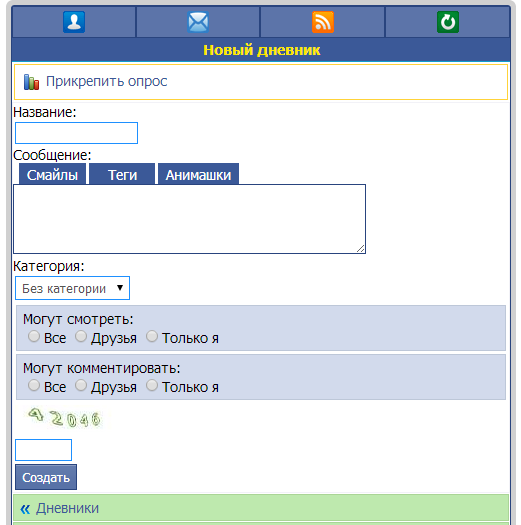 Новый дневник
Прикрепить опрос
Название:
Сообщение:
Смайлы Теги Анимашки
Категория:
Без категории
Могут смотреть:
Все Друзья Только я
Могут комментировать:
Все Друзья Только я
42046
Создать
« Дневники